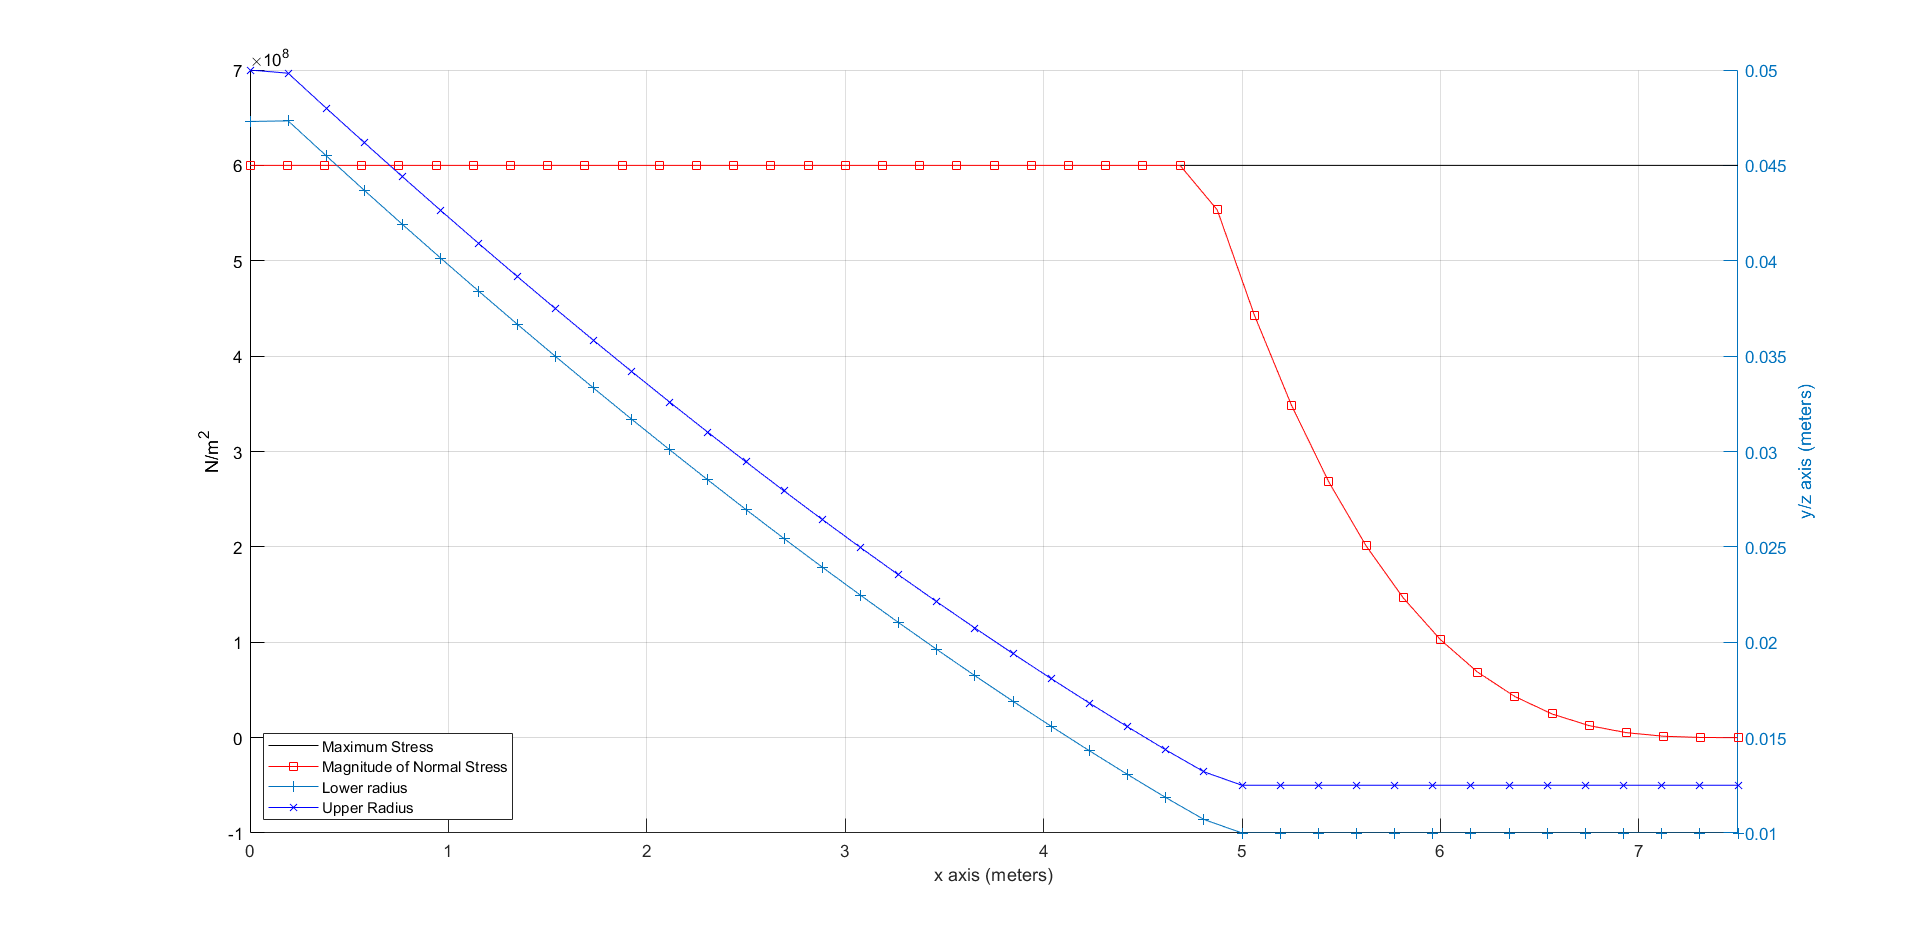 ×10^8
7
6
5
4
3
2
1
0
-1
N/m^2
0.05
0.045
0.04
0.035
0.03
0.025
0.02
0.015
0.01
y/z axis (meters)
Maximum Stress
Magnitude of Normal Stress
Lower radius
Upper Radius
0 1 2 3 4 5 6 7
x axis (meters)